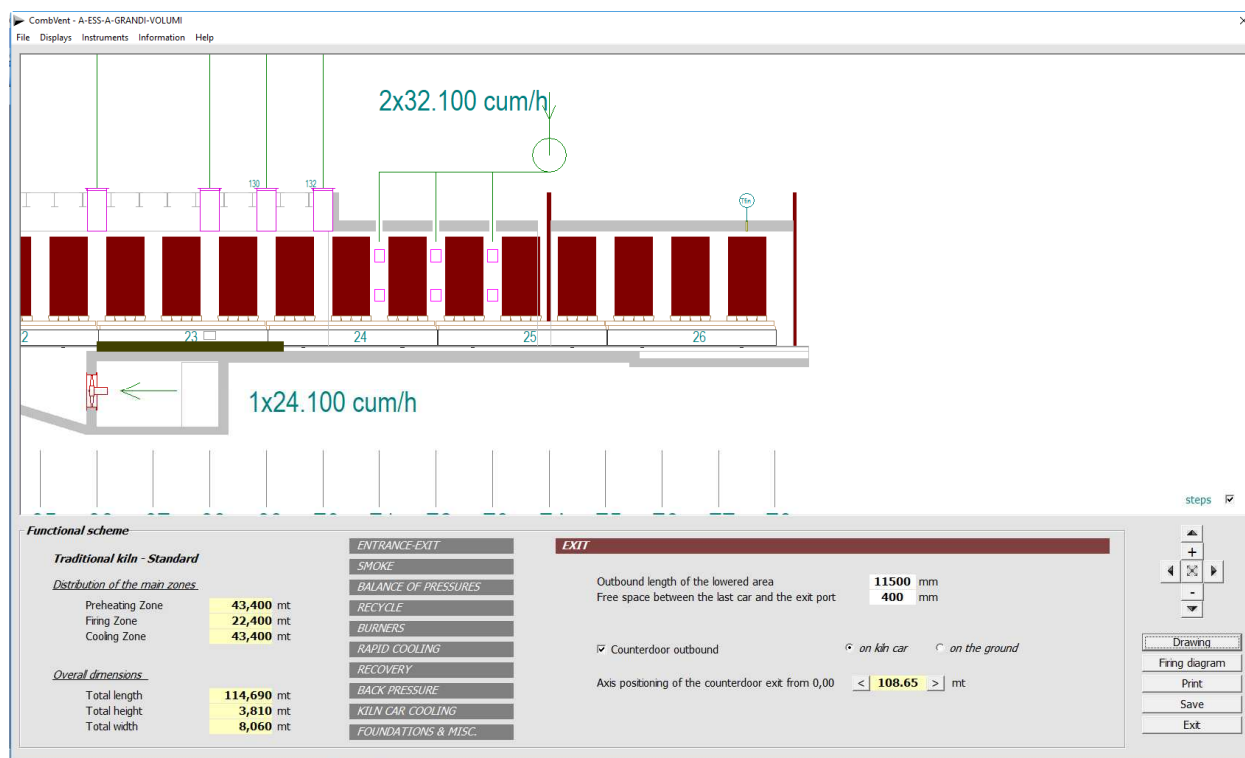 CombVent - A-ESS-A-GRANDI-VOLUMI
File Displays Instruments Information Help
2x32.100 cum/h
130 132
Tfin
2 23 24 25 26
1x24.100 cum/h
steps
Functional scheme
Traditional kiln - Standard
Distribution of the main zones
Preheating Zone 43,400 mt
Firing Zone 22,400 mt
Cooling Zone 43,400 mt
Overall dimensions
Total length 114,690 mt
Total height 3,810 mt
Total width 8,060 mt
ENTRANCE-EXIT
SMOKE
BALANCE OF PRESSURES
RECYCLE
BURNERS
RAPID COOLING
RECOVERY
BACK PRESSURE
KILN CAR COOLING
FOUNDATIONS & MISC.
EXIT
Outbound length of the lowered area 11500 mm
Free space between the last car and the exit port 400 mm
Counterdoor outbound on kiln car on the ground
Axis positioning of the counterdoor exit from 0,00 < 108.65 > mt
+
-
Drawing
Firing diagram
Print
Save
Exit